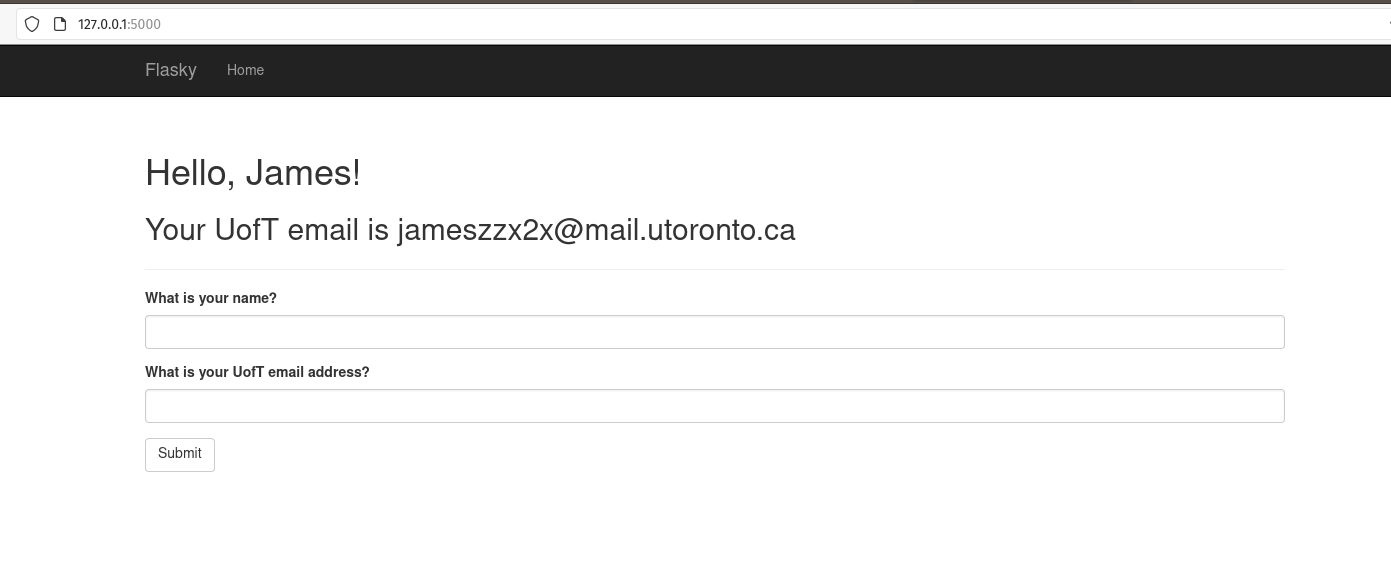 127.0.0.1:5000
Flasky Home
Hello, James!
Your UofT email is jameszzx2x@mail.utoronto.ca
What is your name?
What is your UofT email address?
Submit